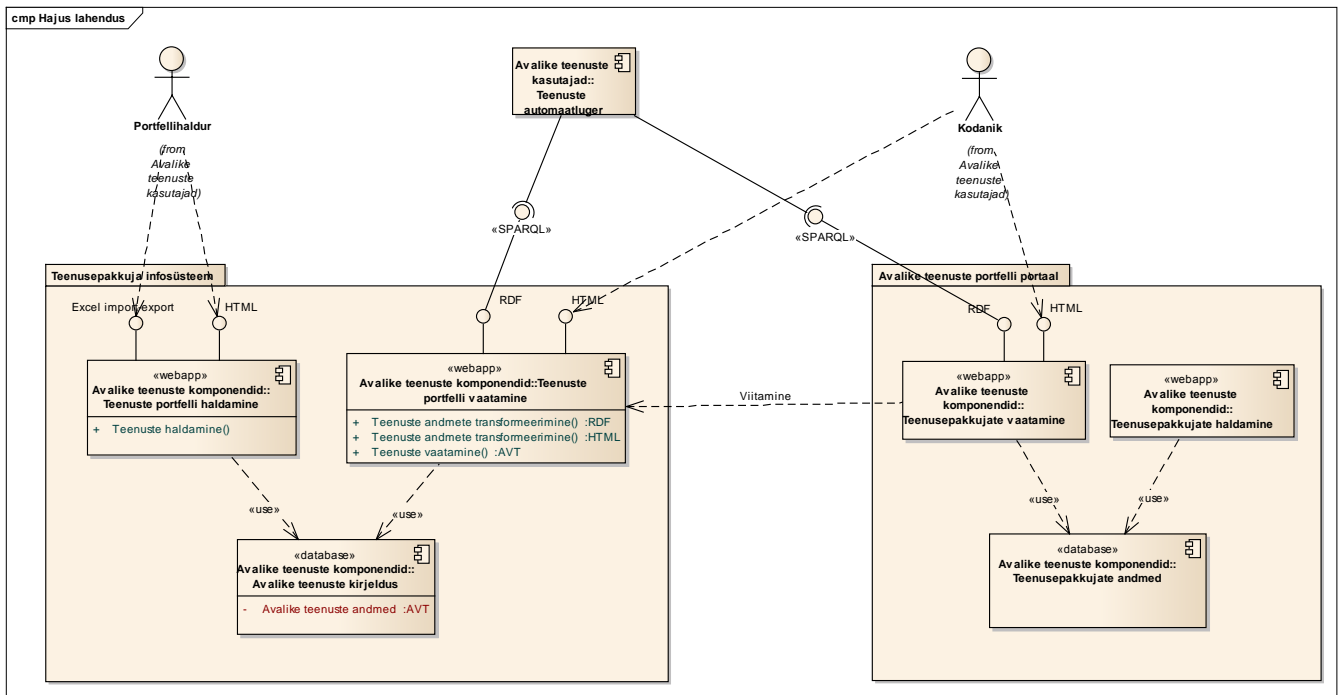 cmp Hajus lahendus
Portfellihaldur
(from
Avalike
teenuste
kasutajad)
Avalike teenuste
kasutajad::
Teenuste
automaatluger
Kodanik
(from
Avalike
teenuste
kasutajad)
«SPARQL»
«SPARQL»
Teenusepakkuja infosüsteem
Excel import-export
HTML
RDF
HTML
«webapp»
Avalike teenuste komponendid::
Teenuste portfelli haldamine
+ Teenuste haldamine()
«webapp»
Avalike teenuste komponendid::Teenuste
portfelli vaatamine
+ Teenuste andmete transformeerimine() :RDF
+ Teenuste andmete transformeerimine() :HTML
+ Teenuste vaatamine() :AVT
«use»
«use»
«database»
Avalike teenuste komponendid::
Avalike teenuste kirjeldus
- Avalike teenuste andmed :AVT
Viitamine
Avalike teenuste portfelli portaal
RDF
HTML
«webapp»
Avalike teenuste
komponendid::
Teenusepakkujate vaatamine
«webapp»
Avalike teenuste
komponendid::
Teenusepakkujate haldamine
«use»
«use»
«database»
Avalike teenuste komponendid::
Teenusepakkujate andmed